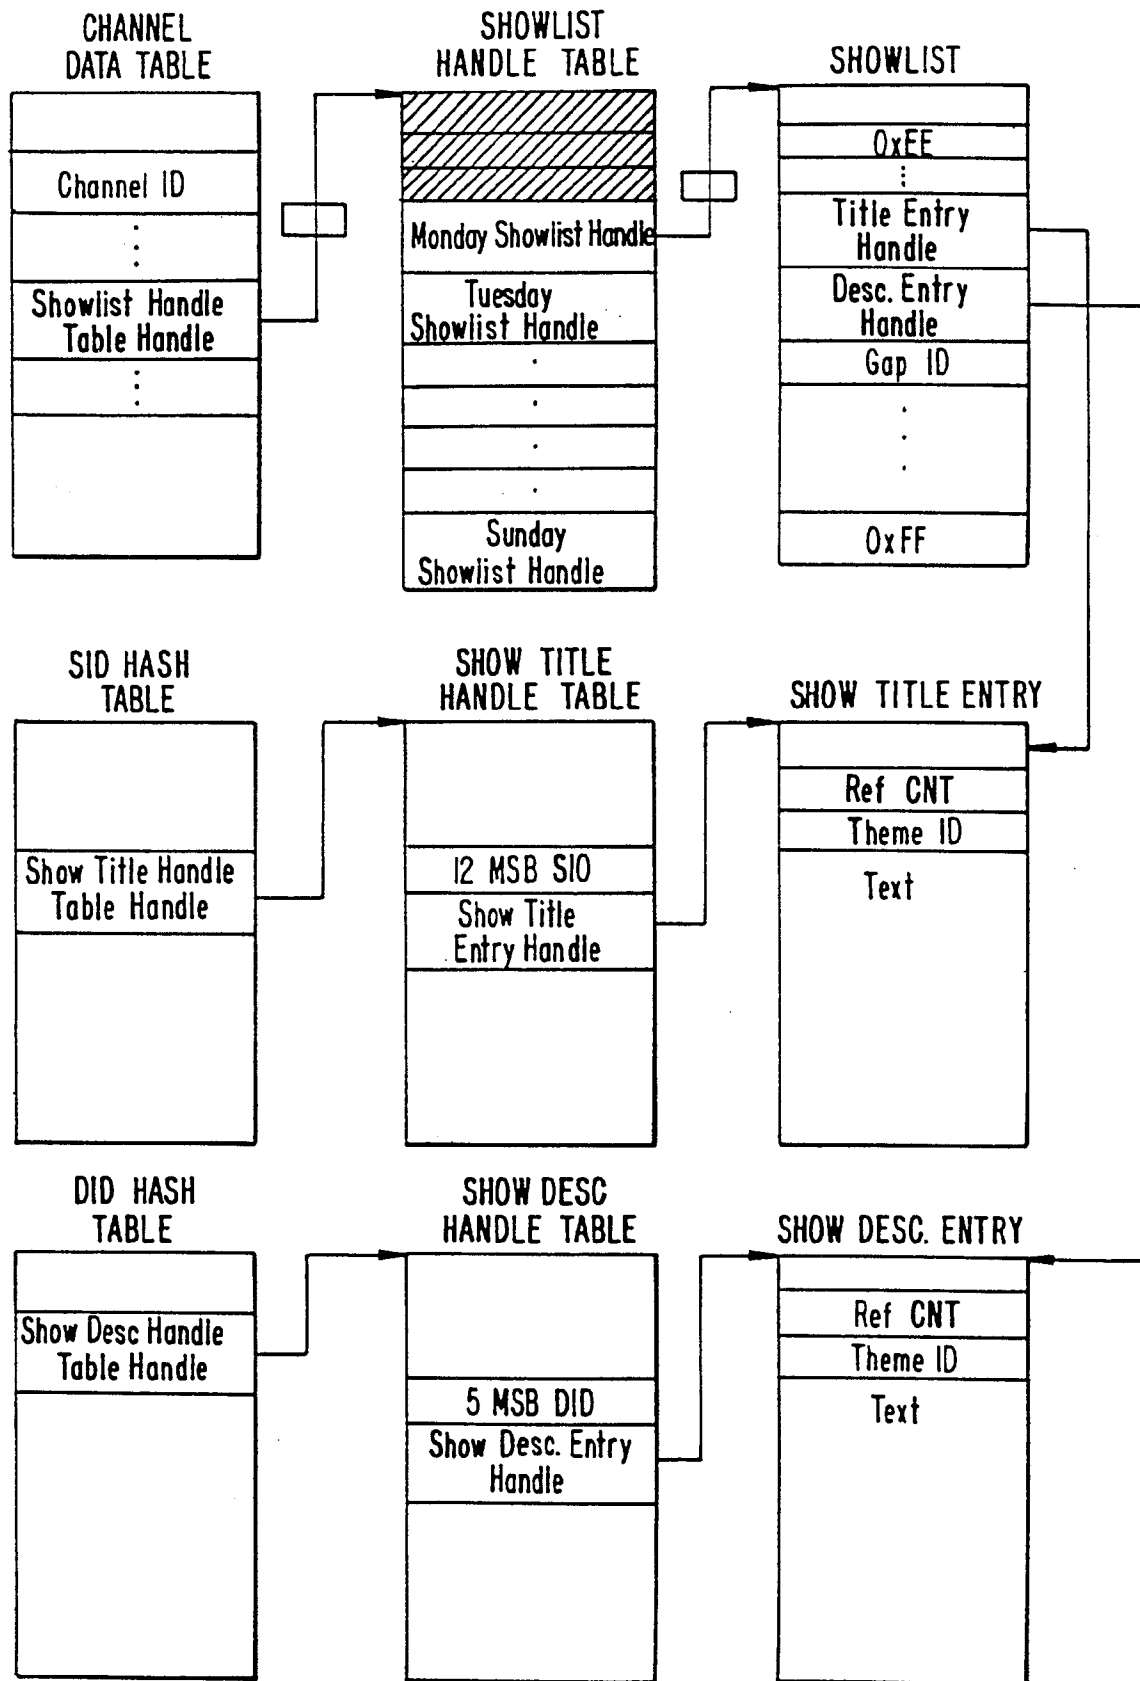 CHANNEL
DATA TABLE
Channel ID
Showlist Handle
Table Handle
SHOWLIST
HANDLE TABLE
Monday Showlist Handle
Tuesday
Showlist Handle
Sunday
Showlist Handle
SHOWLIST
0xEE
Title Entry
Handle
Desc. Entry
Handle
Gap ID
0xFF
SID HASH
TABLE
Show Title Handle
Table Handle
SHOW TITLE
HANDLE TABLE
12 MSB SIO
Show Title
Entry Handle
SHOW TITLE ENTRY
Ref CNT
Theme ID
Text
DID HASH
TABLE
Show Desc Handle
Table Handle
SHOW DESC
HANDLE TABLE
5 MSB DID
Show Desc. Entry
Handle
SHOW DESC. ENTRY
Ref CNT
Theme ID
Text